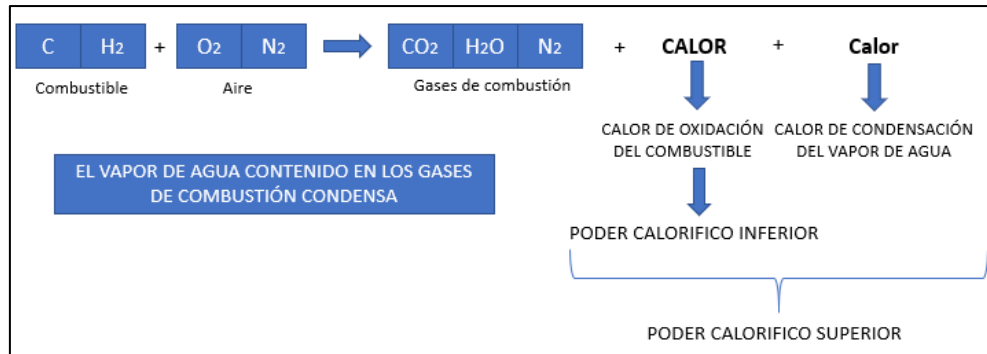 C H2 + O2 N2 CO2 H2O N2 + CALOR + Calor
Combustible Aire Gases de combustión
CALOR DE OXIDACIÓN
DEL COMBUSTIBLE
CALOR DE CONDENSACIÓN
DEL VAPOR DE AGUA
EL VAPOR DE AGUA CONTENIDO EN LOS GASES
DE COMBUSTIÓN CONDENSA
PODER CALORIFICO INFERIOR
PODER CALORIFICO SUPERIOR